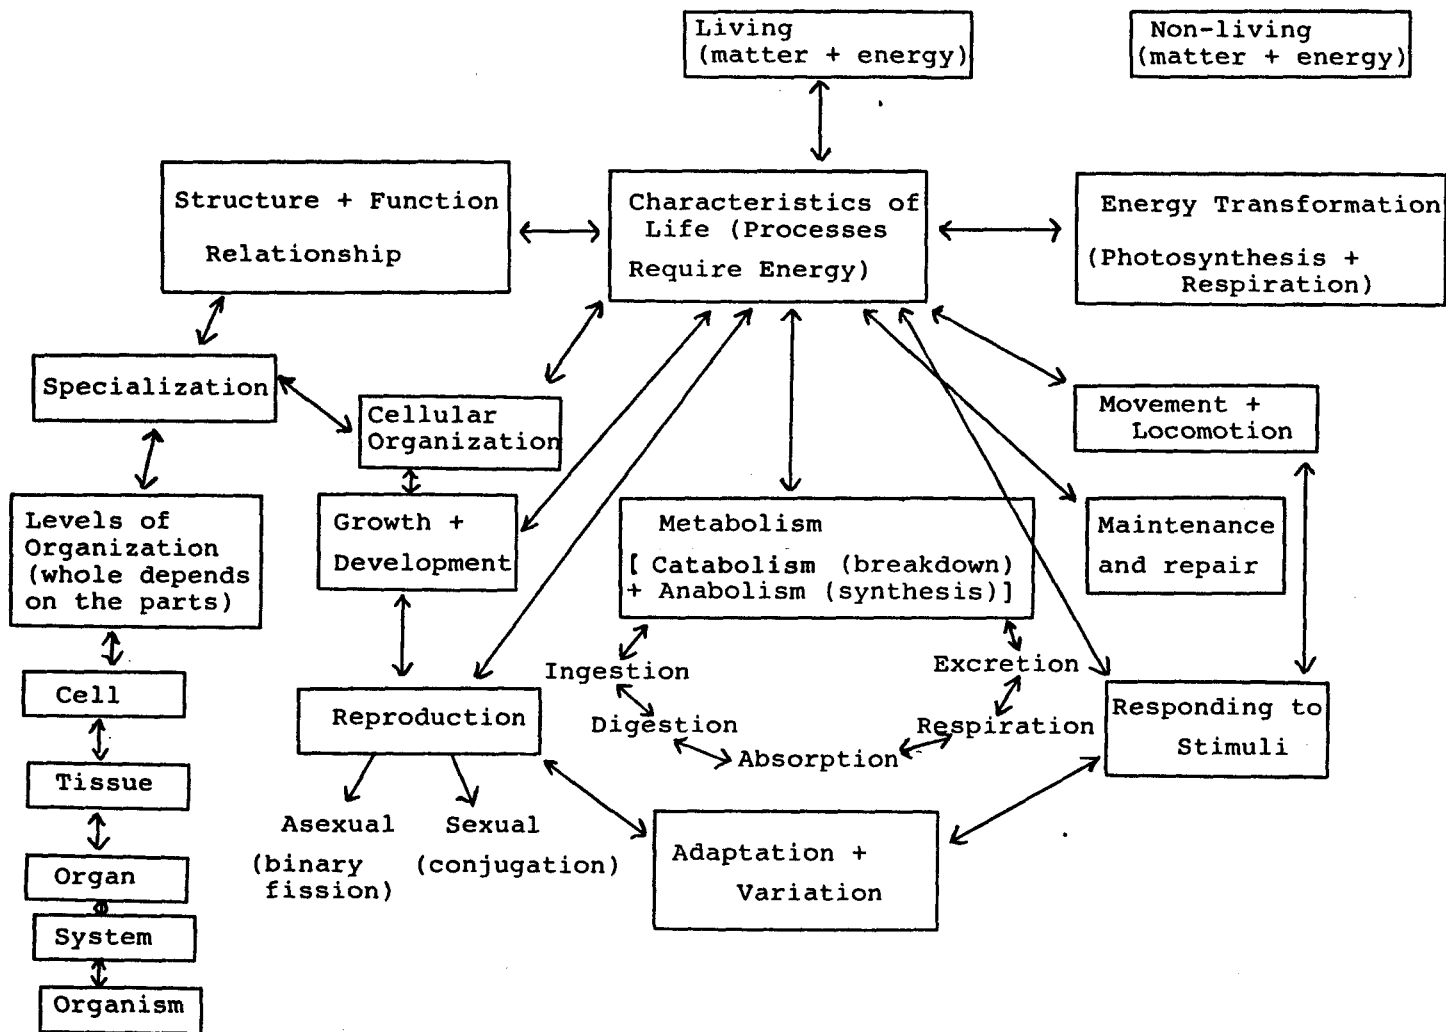 Living
(matter + energy)
Non-living
(matter + energy)
Structure + Function
Relationship
Characteristics of
Life (Processes
Require Energy)
Energy Transformation
(Photosynthesis +
Respiration)
Specialization
Cellular
Organization
Movement +
Locomotion
Levels of
Organization
(whole depends
on the parts)
Growth +
Development
Metabolism
[ Catabolism (breakdown)
+ Anabolism (synthesis)]
Maintenance
and repair
Cell
Ingestion
Excretion
Reproduction
Digestion
Respiration
Absorption
Responding to
Stimuli
Tissue
Asexual
(binary
fission)
Sexual
(conjugation)
Adaptation +
Variation
Organ
System
Organism